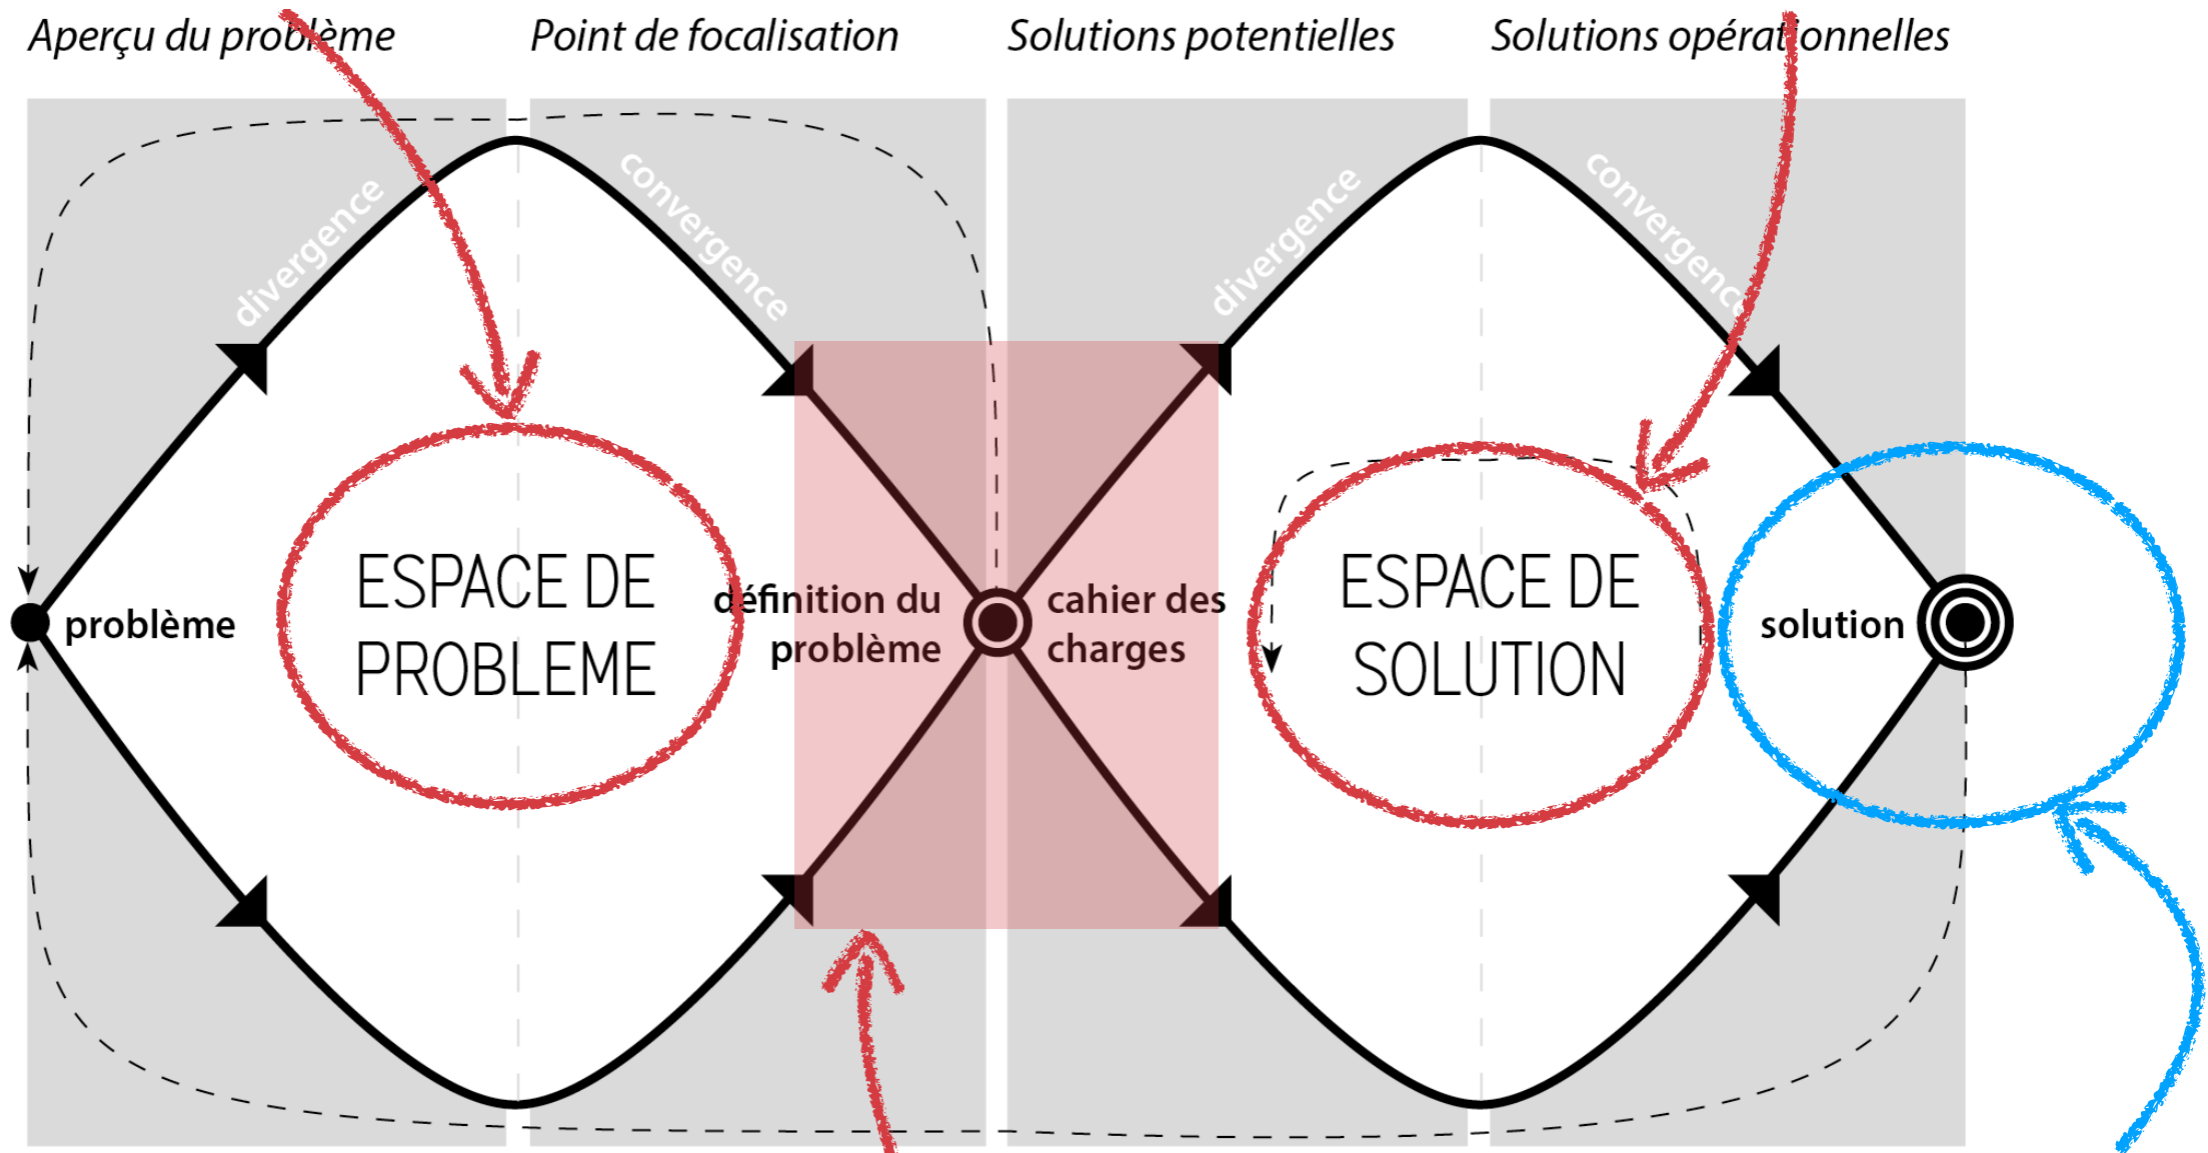 Aperçu du problème
Point de focalisation
Solutions potentielles
Solutions opérationnelles
divergence
convergence
divergence
convergence
problème
ESPACE DE
PROBLEME
définition du
problème
cahier des
charges
ESPACE DE
SOLUTION
solution